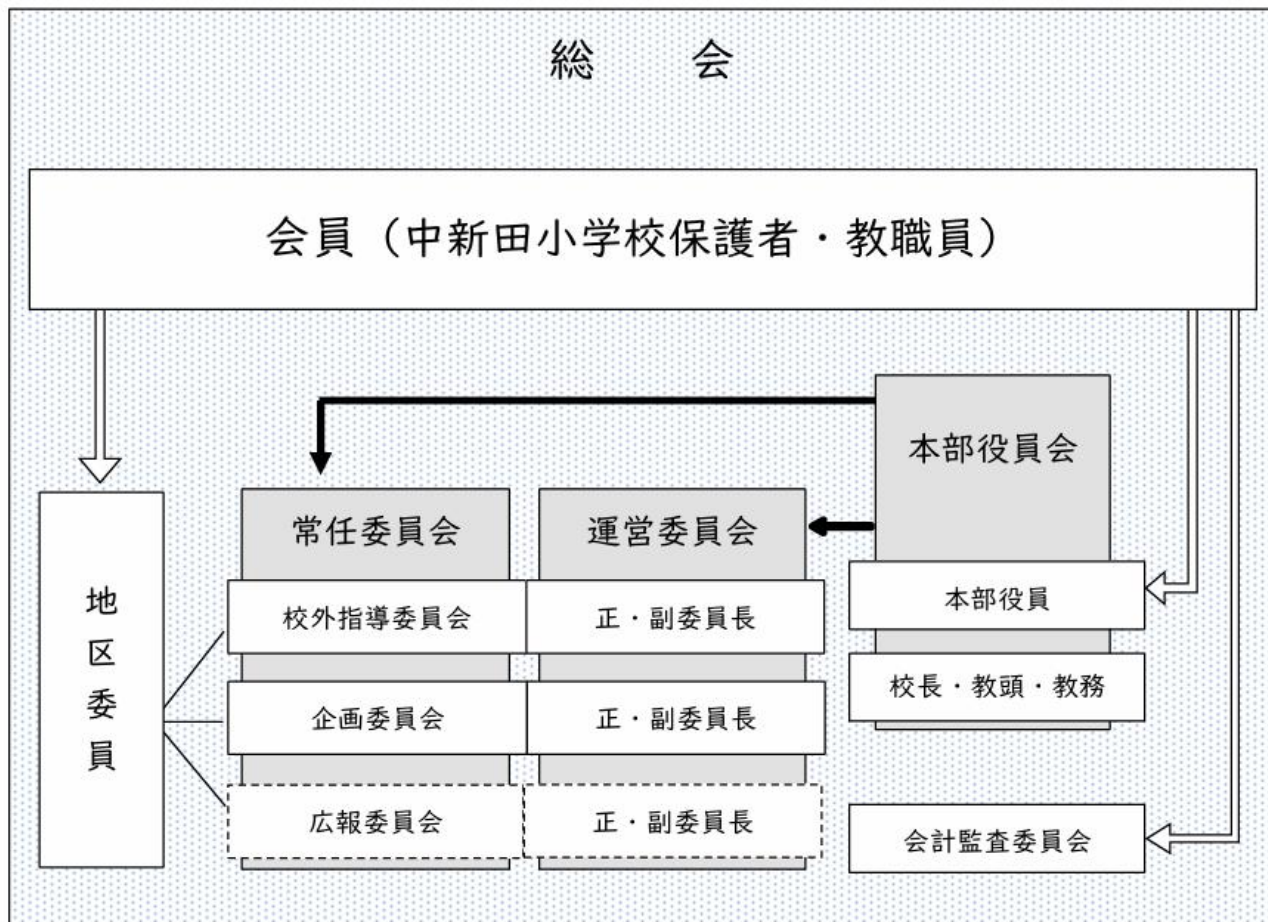 総　会
会員（中新田小学校保護者・教職員）
本部役員会
常任委員会
運営委員会
地区委員
校外指導委員会
正・副委員長
本部役員
企画委員会
正・副委員長
校長・教頭・教務
広報委員会
正・副委員長
会計監査委員会